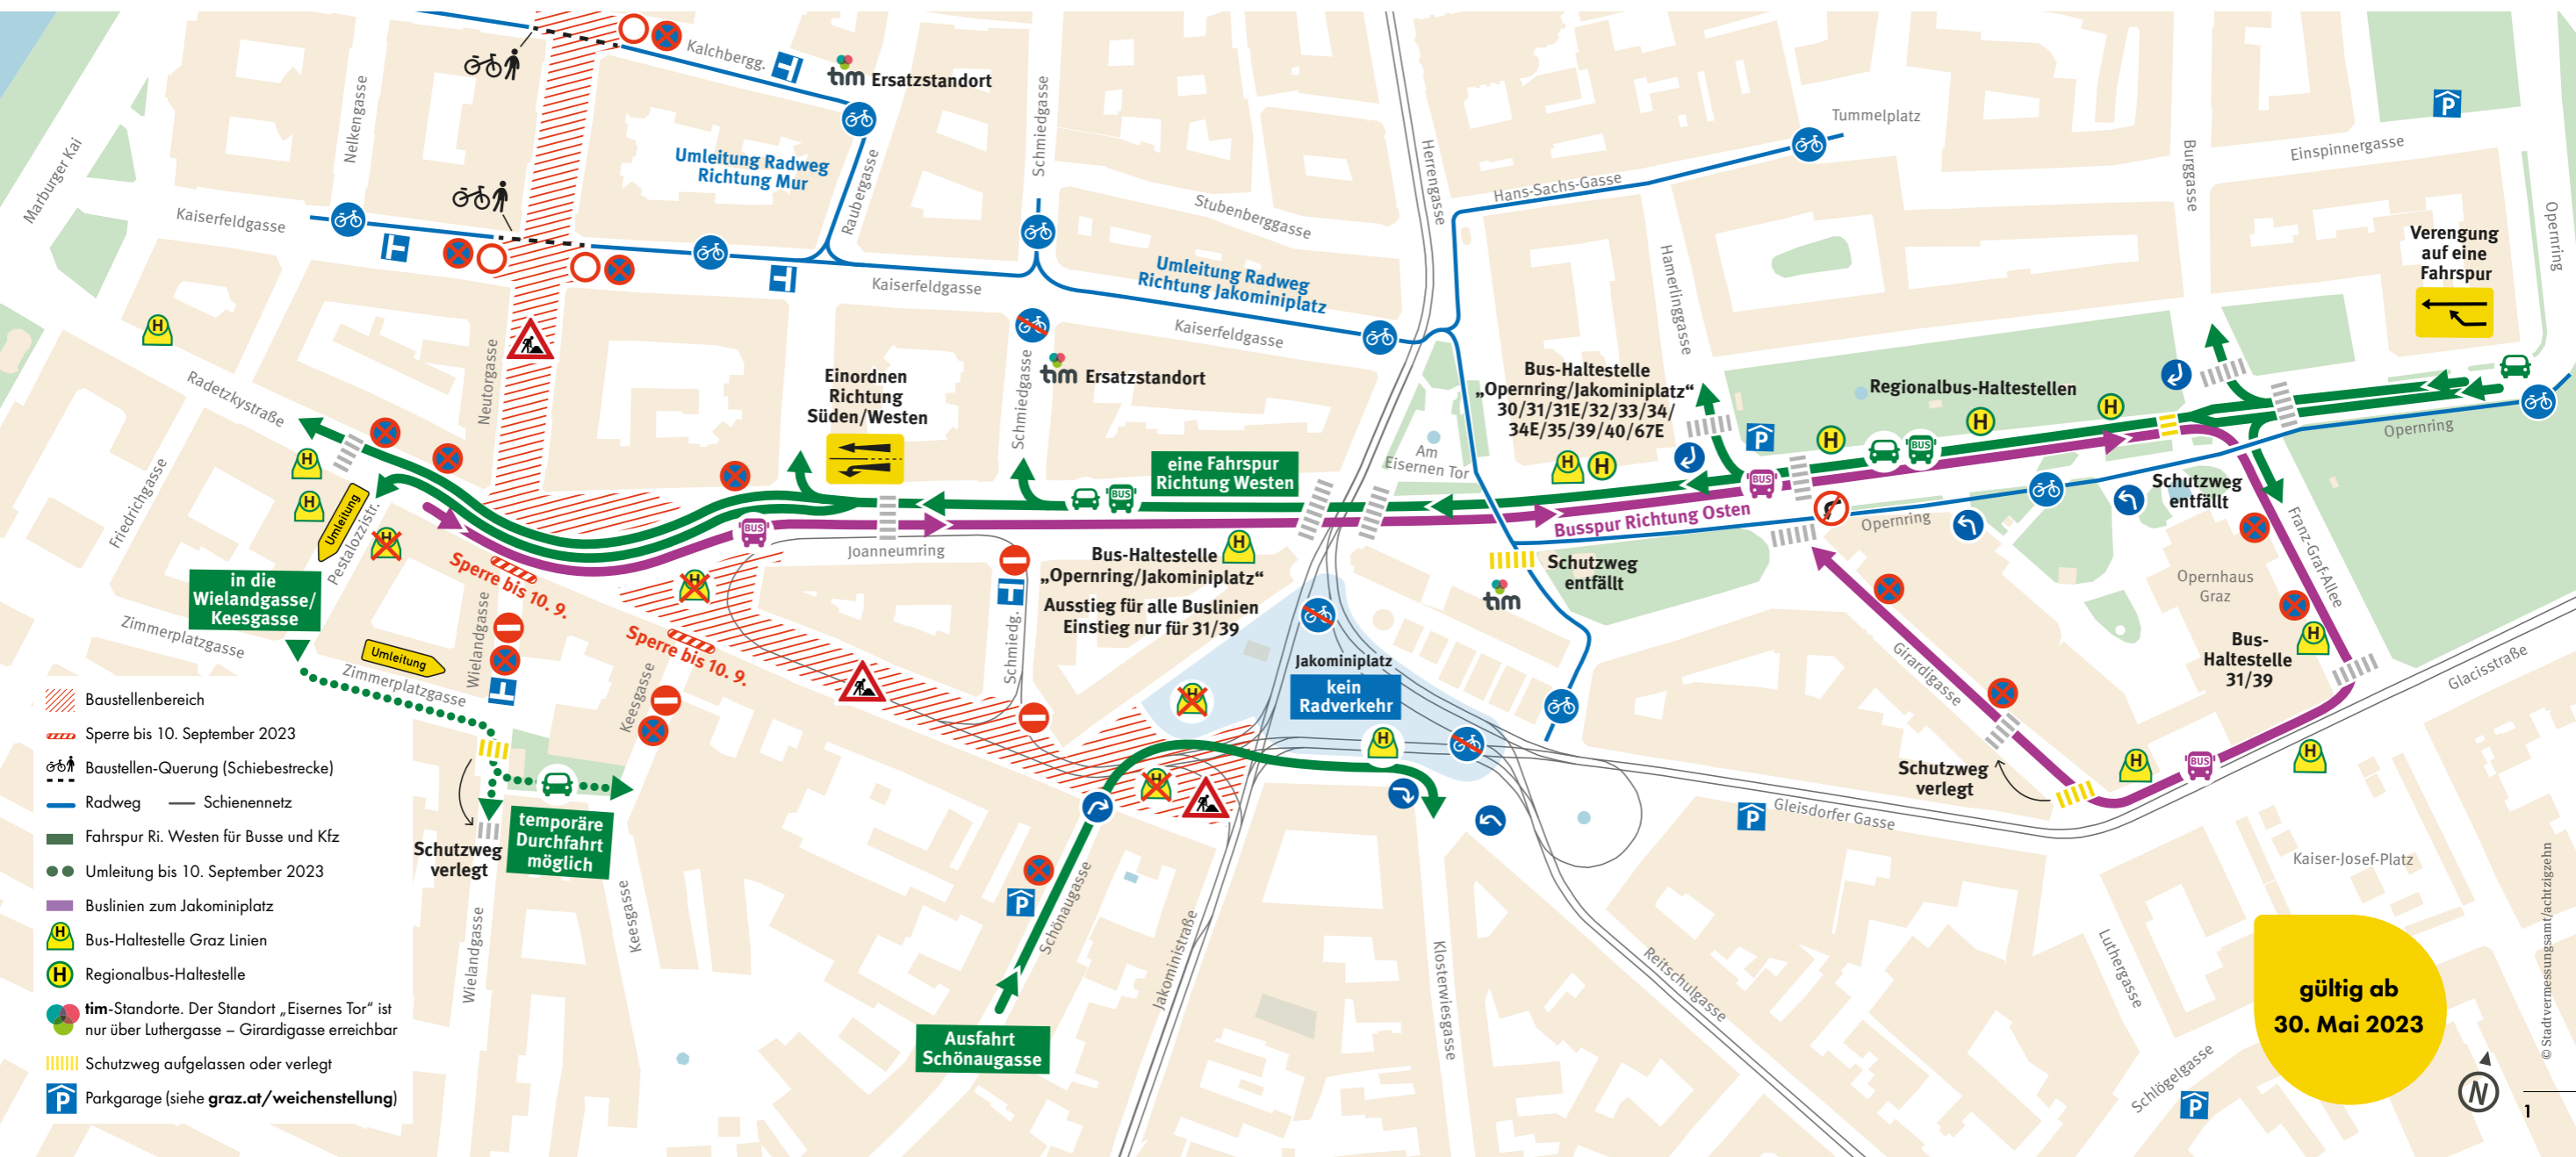 Kalchbergg.
tim Ersatzstandort
Marburger Kai
Nelkengasse
Schmiedgasse
Tummelplatz
P
Einspinnergasse
Umleitung Radweg
Richtung Mur
Raubergasse
Herrengasse
Hans-Sachs-Gasse
Burggasse
Opernring
Kaiserfeldgasse
Stubenberggasse
Verengung
auf eine
Fahrspur
Kaiserfeldgasse
Umleitung Radweg
Richtung Jakominiplatz
Kaiserfeldgasse
Hamerlinggasse
H
Radetzkystraße
Neutorgasse
Einordnen
Richtung
Süden/Westen
Schmiedgasse
tim Ersatzstandort
Bus-Haltestelle
„Opernring/Jakominiplatz“
30/31/31E/32/33/34/
34E/35/39/40/67E
H
H
P
Regionalbus-Haltestellen
H
H
H
BUS
Opernring
Am
Eisernen Tor
eine Fahrspur
Richtung Westen
BUS
BUS
Busspur Richtung Osten
Opernring
Schutzweg
entfällt
Franz-Graf-Allee
Friedrichgasse
H
H
Umleitung
Pestalozzistr.
H
BUS
Joanneumring
Sperre bis 10. 9.
H
Bus-Haltestelle
„Opernring/Jakominiplatz“
H
Ausstieg für alle Buslinien
Einstieg nur für 31/39
Schutzweg
entfällt
tim
Opernhaus
Graz
Bus-
Haltestelle
31/39
H
in die
Wielandgasse/
Keesgasse
Zimmerplatzgasse
Umleitung
Zimmerplatzgasse
Wielandgasse
Sperre bis 10. 9.
Keesgasse
Schmiedg.
H
Jakominiplatz
kein
Radverkehr
H
Girardigasse
Glacisstraße
Schutzweg
verlegt
H
BUS
H
Gleisdorfer Gasse
P
Kaiser-Josef-Platz
H
Schutzweg
verlegt
temporäre
Durchfahrt
möglich
Keesgasse
Wielandgasse
P
Schönaugasse
Jakoministraße
Ausfahrt
Schönaugasse
Klosterwiesgasse
Reitschulgasse
Luthergasse
Schlögelgasse
P
gültig ab
30. Mai 2023
N
1
© Stadtvermessungsamt/achtzigzehn
Baustellenbereich
Sperre bis 10. September 2023
Baustellen-Querung (Schiebestrecke)
Radweg
Schienennetz
Fahrspur Ri. Westen für Busse und Kfz
Umleitung bis 10. September 2023
Buslinien zum Jakominiplatz
H
Bus-Haltestelle Graz Linien
H
Regionalbus-Haltestelle
tim-Standorte. Der Standort „Eisernes Tor“ ist
nur über Luthergasse – Girardigasse erreichbar
Schutzweg aufgelassen oder verlegt
P
Parkgarage (siehe graz.at/weichenstellung)